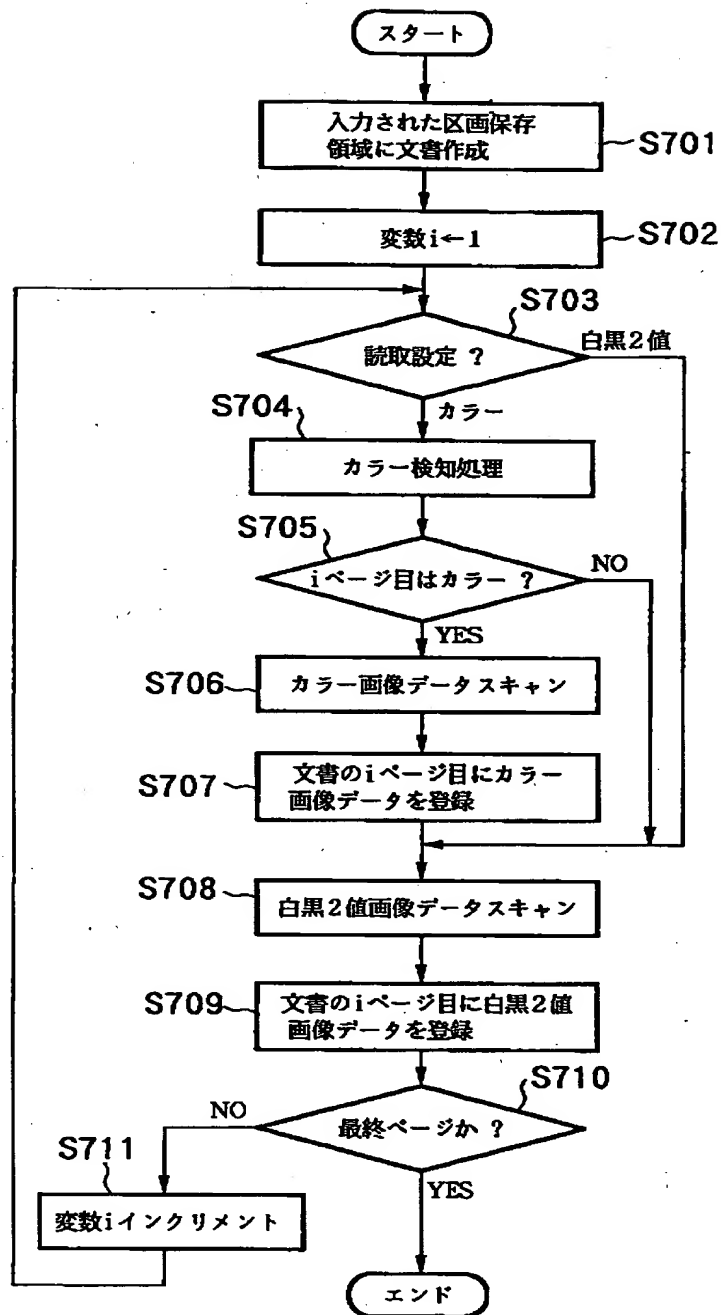 スタート
入力された区画保存
領域に文書作成
S701
変数i←1
S702
S703
読取設定 ?
白黒2値
カラー
S704
カラー検知処理
S705
iページ目はカラー ?
NO
YES
S706
カラー画像データスキャン
S707
文書のiページ目にカラー
画像データを登録
S708
白黒2値画像データスキャン
S709
文書のiページ目に白黒2値
画像データを登録
S710
最終ページか ?
NO
YES
S711
変数iインクリメント
エンド